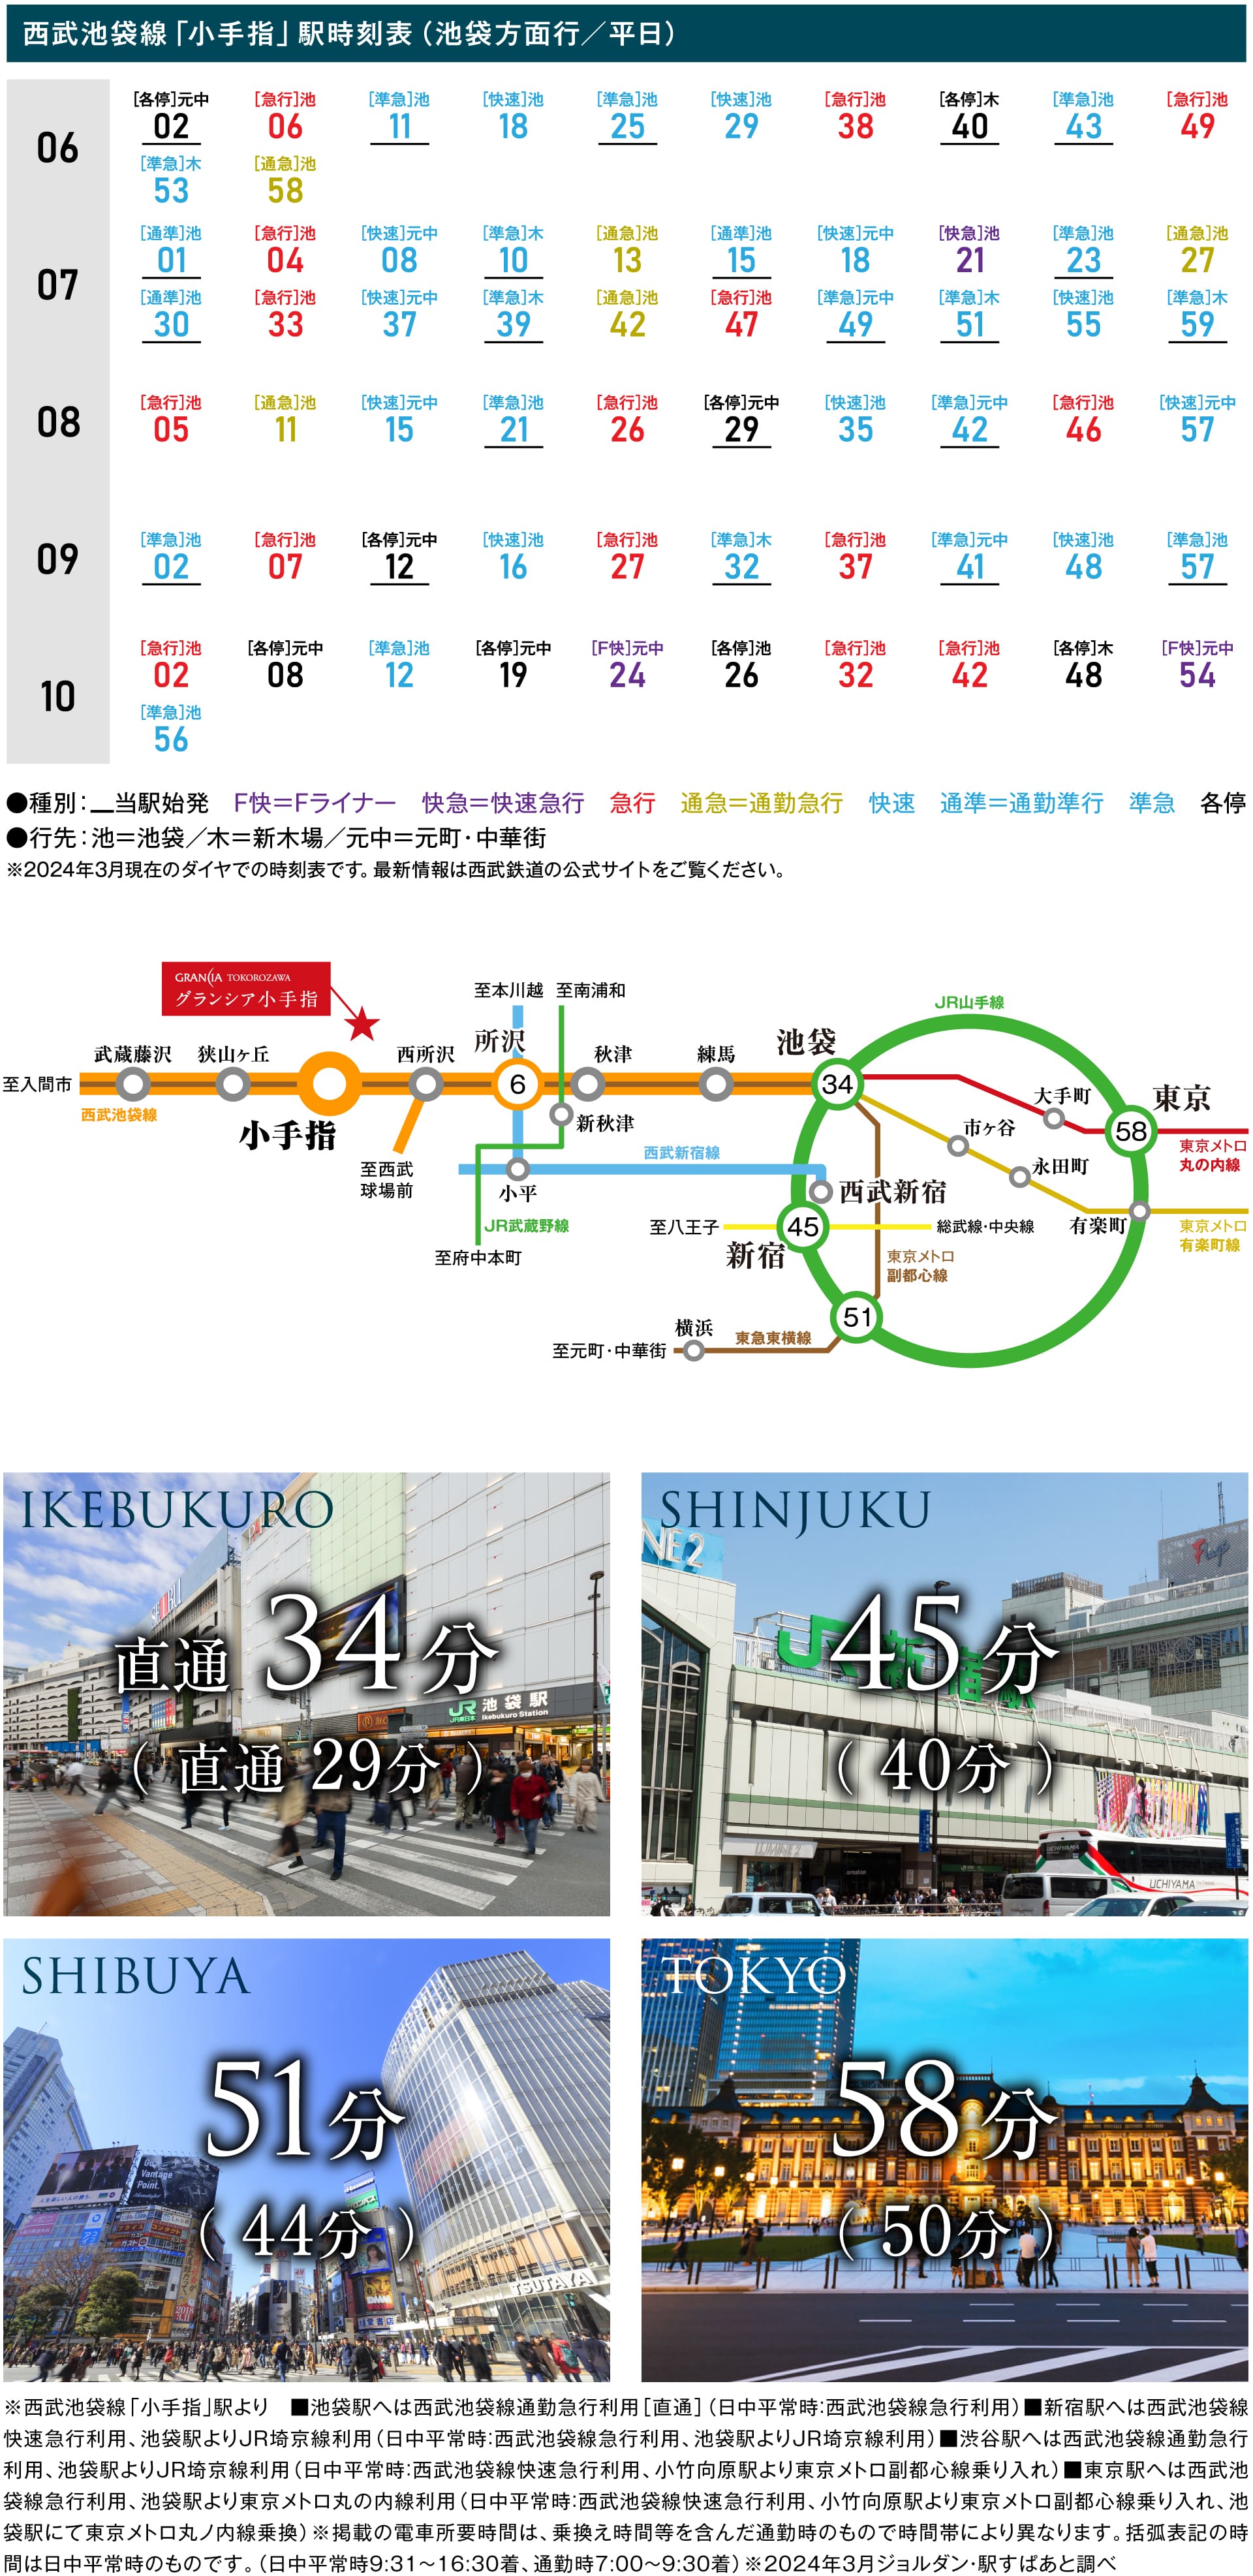 西武池袋線「小手指」駅時刻表（池袋方面行／平日）
06
[各停]元中 [急行]池 [準急]池 [快速]池 [準急]池 [快速]池 [急行]池 [各停]木 [準急]池 [急行]池
02 06 11 18 25 29 38 40 43 49
[準急]木 [通急]池
53 58
07
[通準]池 [急行]池 [快速]元中 [準急]木 [通急]池 [通準]池 [快速]元中 [快急]池 [準急]池 [通急]池
01 04 08 10 13 15 18 21 23 27
[通準]池 [急行]池 [快速]元中 [準急]木 [通急]池 [急行]池 [準急]元中 [準急]木 [快速]池 [準急]木
30 33 37 39 42 47 49 51 55 59
08
[急行]池 [通急]池 [快速]元中 [準急]池 [急行]池 [各停]元中 [快速]池 [準急]元中 [急行]池 [快速]元中
05 11 15 21 26 29 35 42 46 57
09
[準急]池 [急行]池 [各停]元中 [快速]池 [急行]池 [準急]木 [急行]池 [準急]元中 [快速]池 [準急]池
02 07 12 16 27 32 37 41 48 57
10
[急行]池 [各停]元中 [準急]池 [各停]元中 [F快]元中 [各停]池 [急行]池 [急行]池 [各停]木 [F快]元中
02 08 12 19 24 26 32 42 48 54
[準急]池
56
●種別：＿当駅始発 F快＝Fライナー 快急＝快速急行 急行 通急＝通勤急行 快速 通準＝通勤準行 準急 各停
●行先：池＝池袋／木＝新木場／元中＝元町・中華街
※2024年3月現在のダイヤでの時刻表です。最新情報は西武鉄道の公式サイトをご覧ください。
GRANCIA TOKOROZAWA
グランシア小手指
至本川越 至南浦和
JR山手線
武蔵藤沢 狭山ヶ丘 西所沢 所沢 秋津 練馬 池袋
至入間市
6
34
西武池袋線
小手指
新秋津
大手町
東京
58
市ヶ谷
東京メトロ
丸の内線
至西武
球場前
小平
西武新宿線
永田町
西武新宿
JR武蔵野線
至府中本町
至八王子
45
新宿
総武線・中央線
有楽町
東京メトロ
有楽町線
東京メトロ
副都心線
51
横浜
至元町・中華街
東急東横線
IKEBUKURO
直通 34分
（ 直通 29分 ）
SEIBU
JR 池袋駅
JR東日本 Ikebukuro Station
SHINJUKU
NE 2
Flags
JR新宿駅
45分
（ 40分 ）
LUMINE 2
UCHIYAMA
UCHIYAMA
SHIBUYA
51分
（ 44分 ）
Good
Vantage
Point.
TSUTAYA
TOKYO
58分
（ 50分 ）
※西武池袋線「小手指」駅より ■池袋駅へは西武池袋線通勤急行利用［直通］（日中平常時：西武池袋線急行利用）■新宿駅へは西武池袋線
快速急行利用、池袋駅よりJR埼京線利用（日中平常時：西武池袋線急行利用、池袋駅よりJR埼京線利用）■渋谷駅へは西武池袋線通勤急行
利用、池袋駅よりJR埼京線利用（日中平常時：西武池袋線快速急行利用、小竹向原駅より東京メトロ副都心線乗り入れ）■東京駅へは西武池
袋線急行利用、池袋駅より東京メトロ丸の内線利用（日中平常時：西武池袋線快速急行利用、小竹向原駅より東京メトロ副都心線乗り入れ、池
袋駅にて東京メトロ丸ノ内線乗換）※掲載の電車所要時間は、乗換え時間等を含んだ通勤時のもので時間帯により異なります。括弧表記の時
間は日中平常時のものです。（日中平常時9:31～16:30着、通勤時7:00～9:30着）※2024年3月ジョルダン・駅すぱあと調べ